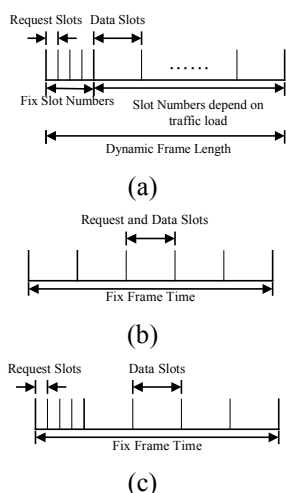 Request Slots Data Slots
......
Fix Slot Numbers
Slot Numbers depend on
traffic load
Dynamic Frame Length
(a)
Request and Data Slots
Fix Frame Time
(b)
Request Slots Data Slots
Fix Frame Time
(c)